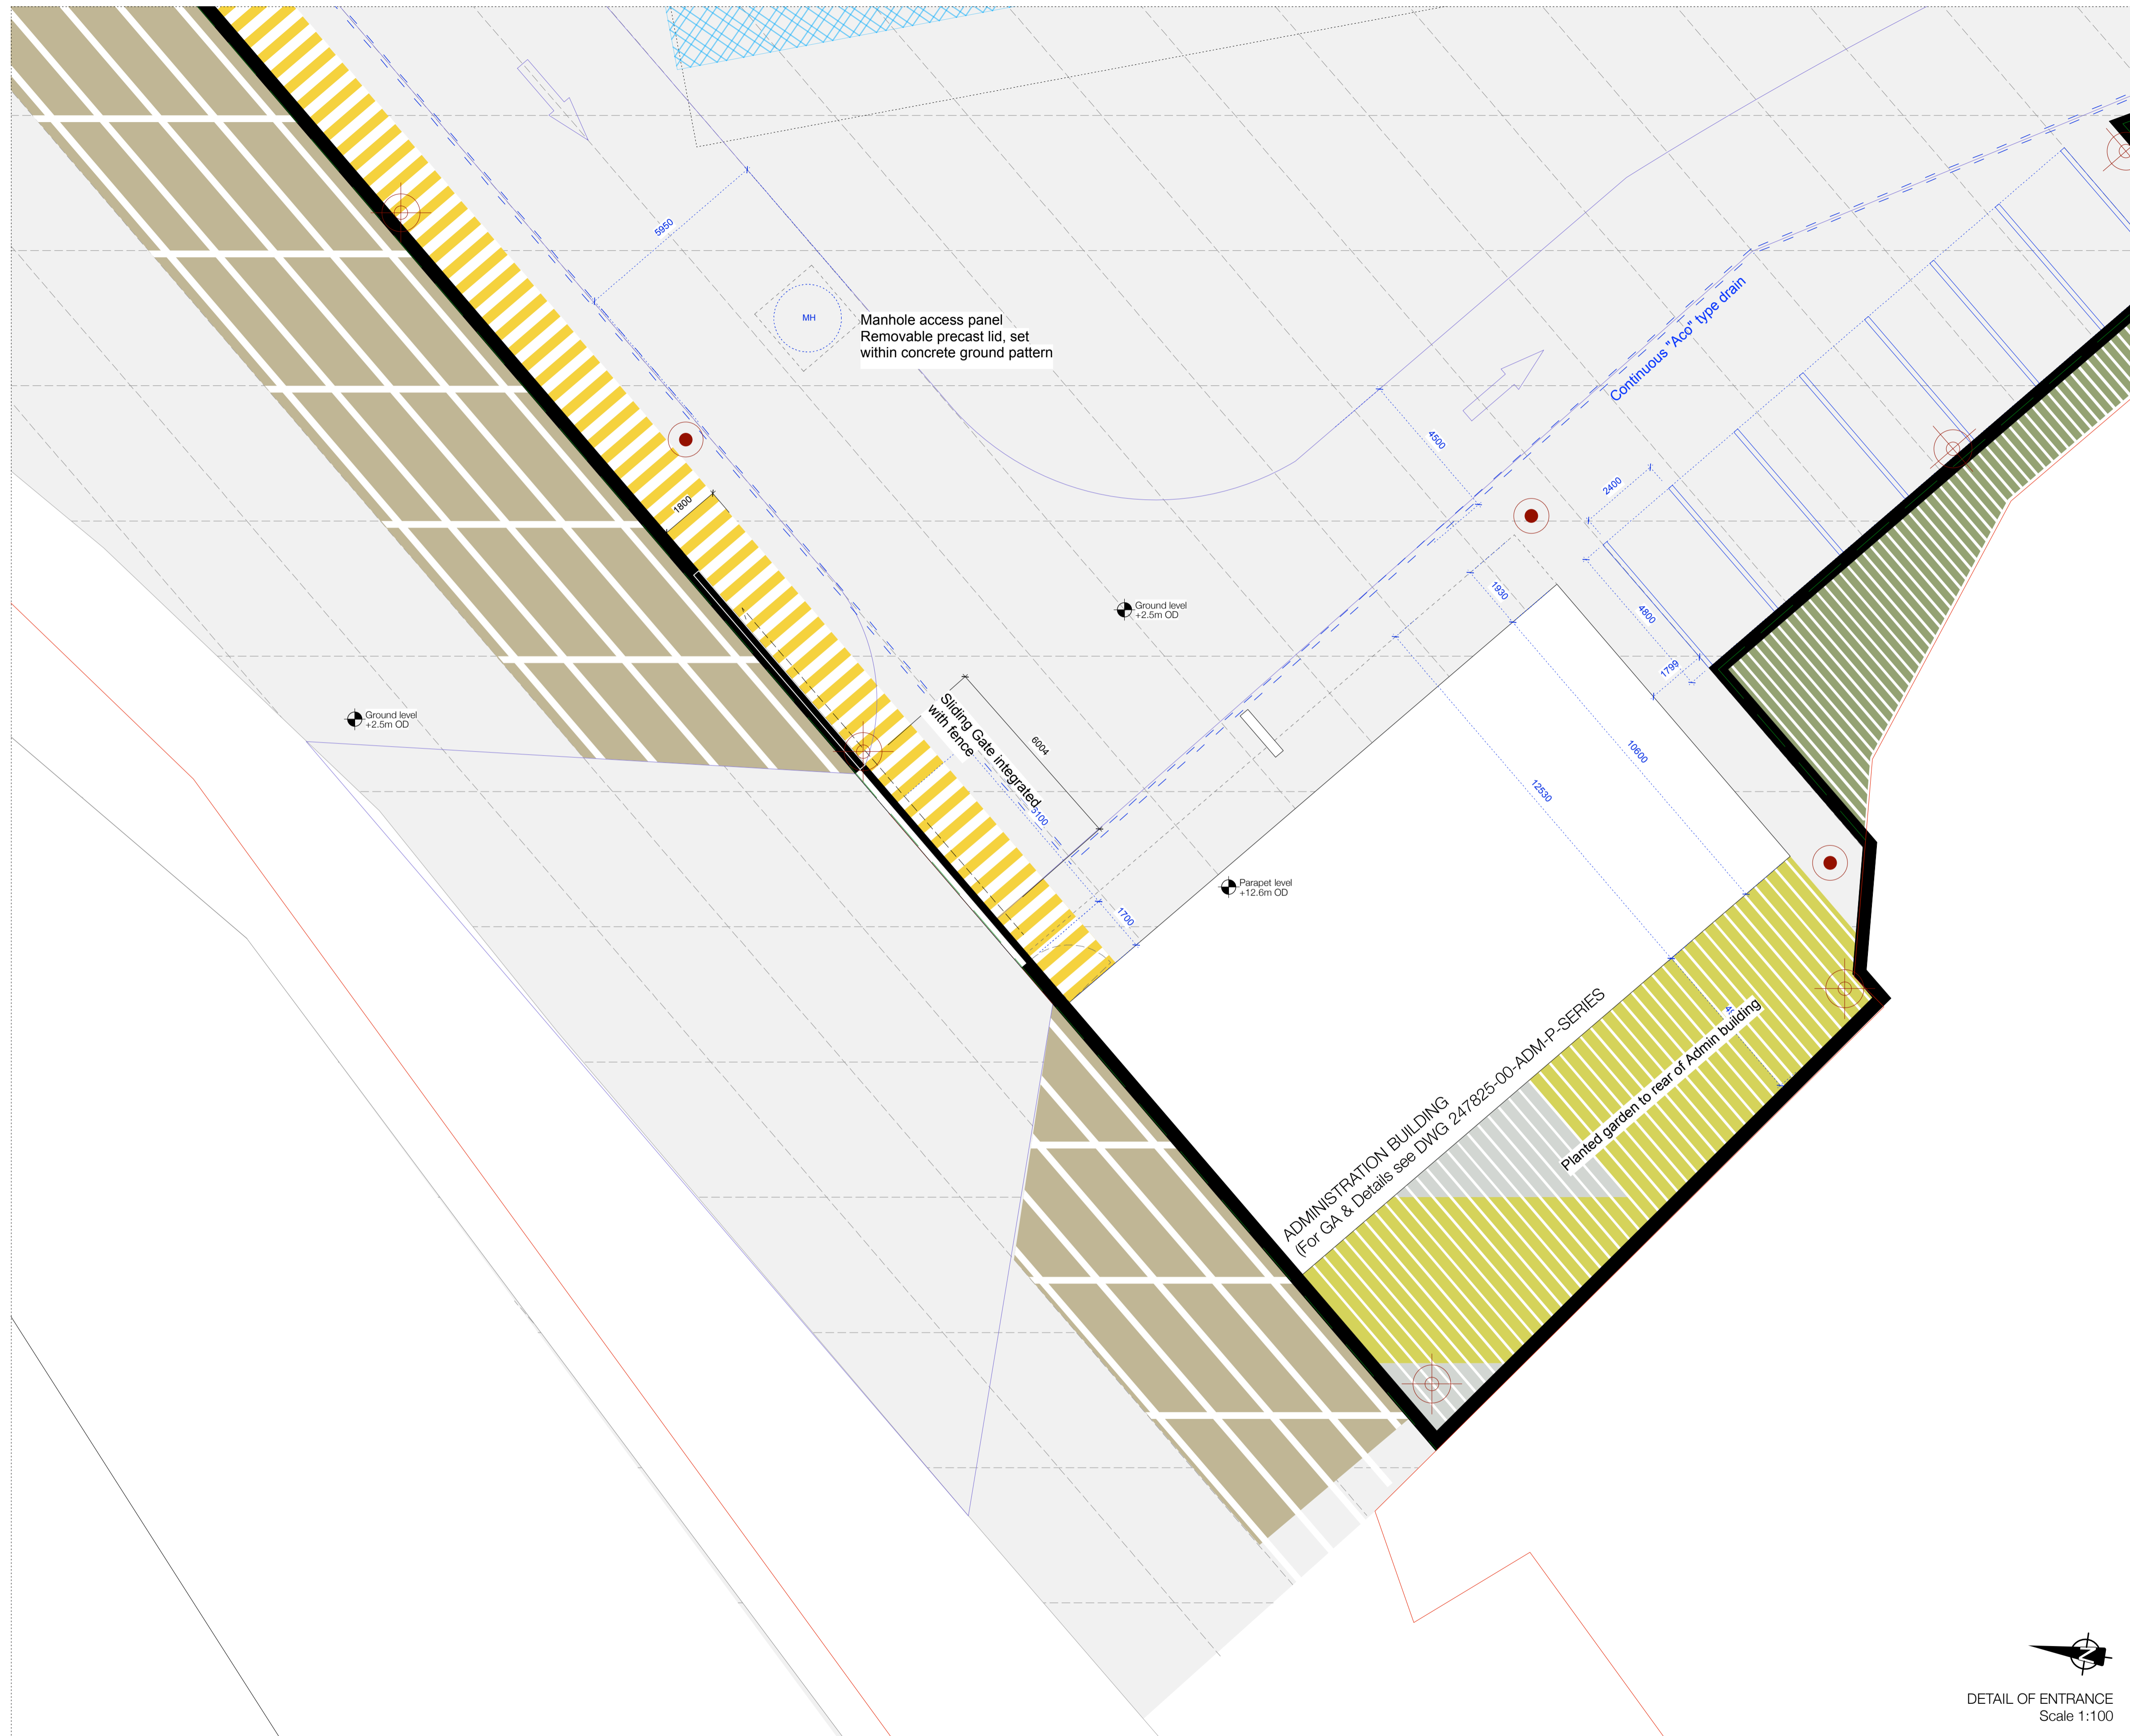 5950
MH
Manhole access panel
Removable precast lid, set
within concrete ground pattern
Continuous "Aco" type drain
4500
2400
1800
1930
4800
1799
Ground level
+2.5m OD
Ground level
+2.5m OD
Sliding Gate integrated
with fence
6004
10600
12530
Parapet level
+12.6m OD
1700
ADMINISTRATION BUILDING
(For GA & Details see DWG 247825-00-ADM-P-SERIES
Planted garden to rear of Admin building
N
DETAIL OF ENTRANCE
Scale 1:100